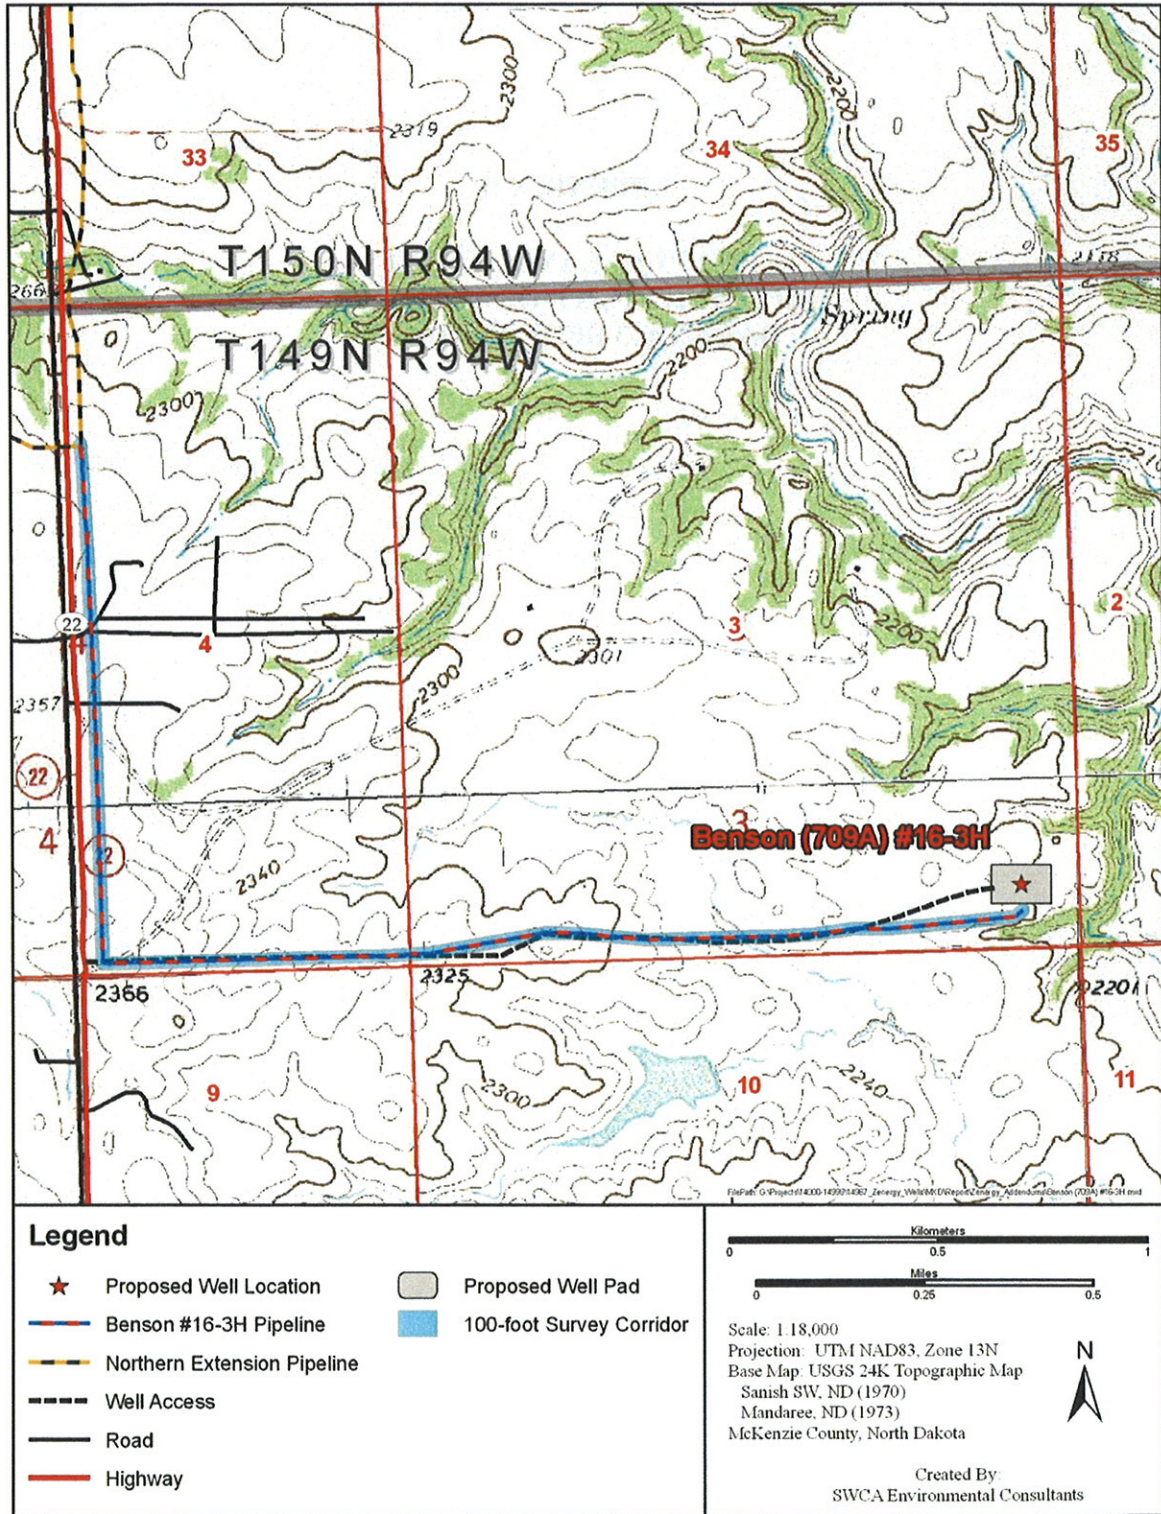 2300
2319
2200
33
34
35
T150N R94W
2138
266
Spring
T149N R94W
2200
2300
22
4
3
2
2200
2301
2300
2357
22
4
3
Benson (709A) #16-3H
2340
2366
2325
2201
9
2300
10
2240
11
Legend
Proposed Well Location
Benson #16-3H Pipeline
Northern Extension Pipeline
Well Access
Road
Highway
Proposed Well Pad
100-foot Survey Corridor
Kilometers
0 0.5 1
Miles
0 0.25 0.5
Scale: 1:18,000
Projection: UTM NAD83, Zone 13N
Base Map: USGS 24K Topographic Map
Sanish SW, ND (1970)
Mandaree, ND (1973)
McKenzie County, North Dakota
N
Created By:
SWCA Environmental Consultants